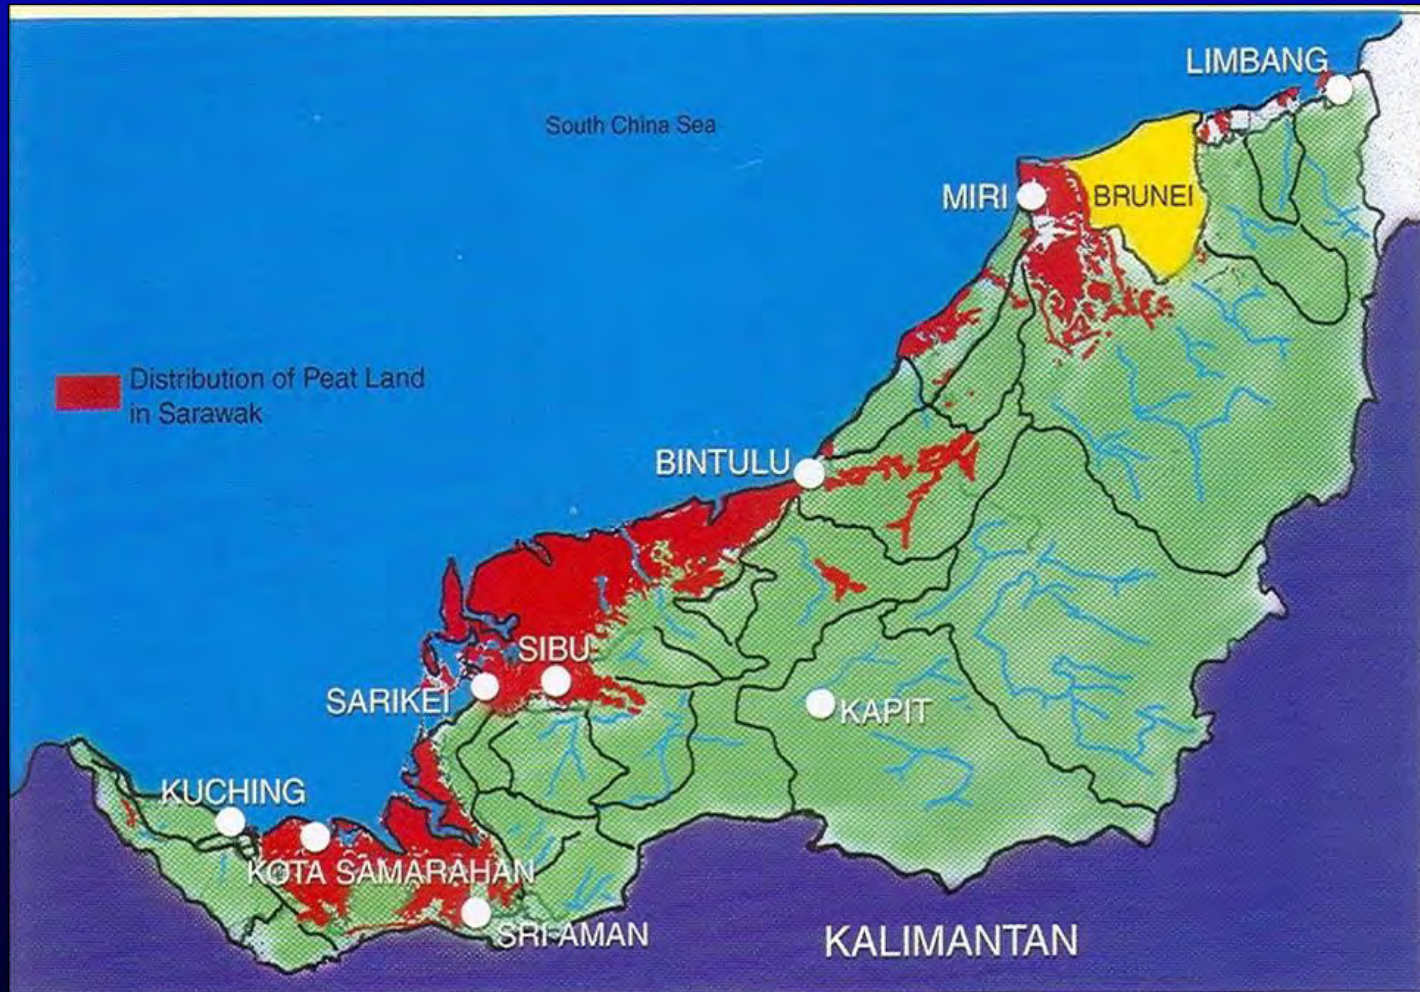 LIMBANG
South China Sea
MIRI
BRUNEI
Distribution of Peat Land
in Sarawak
BINTULU
SIBU
SARIKEI
KAPIT
KUCHING
KOTA SAMARAHAN
SRI AMAN
KALIMANTAN